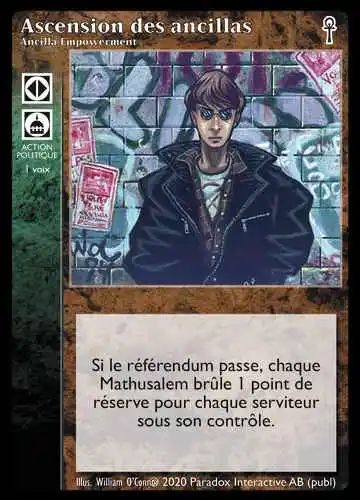 Ascension des ancillas
Ancilla Empowerment
ACTION
POLITIQUE
1 voix
Si le référendum passe, chaque
Mathusalem brûle 1 point de
réserve pour chaque serviteur
sous son contrôle.
Illus. William O'Connor © 2020 Paradox Interactive AB (publ)